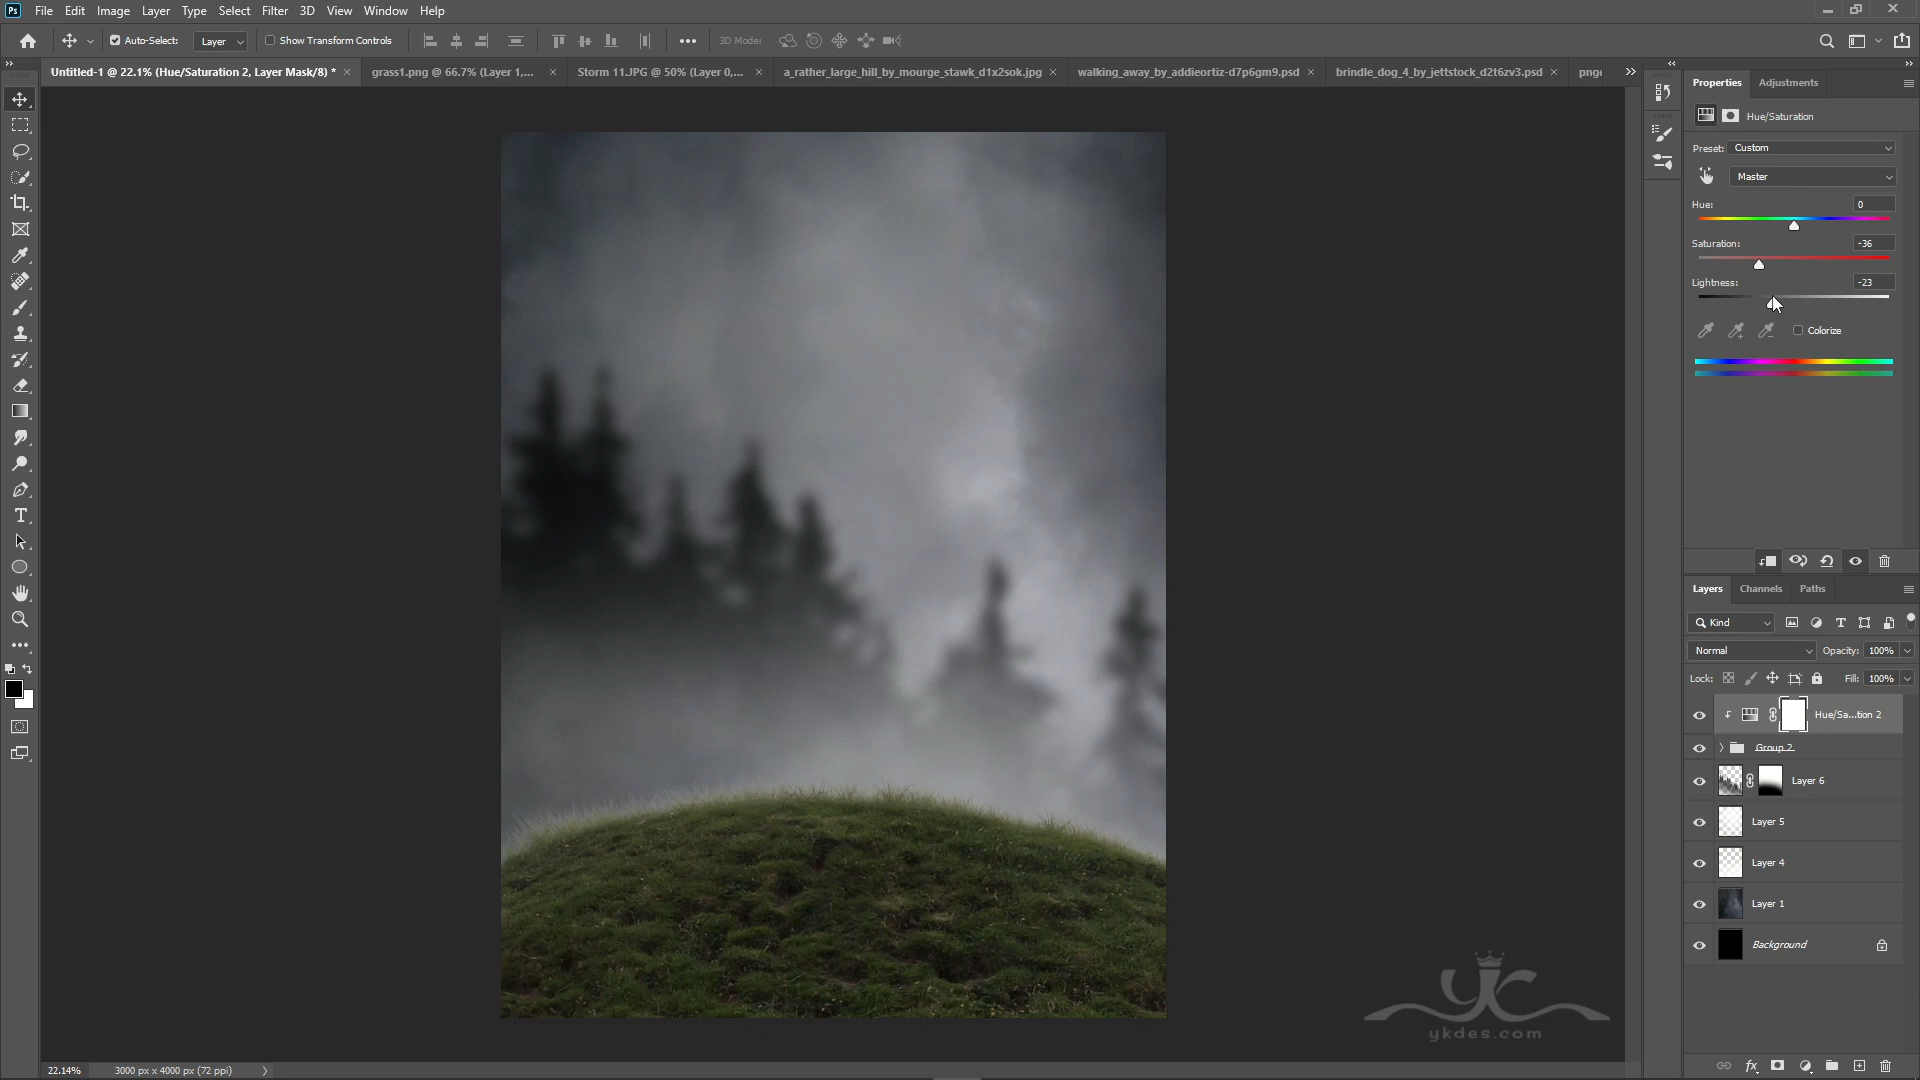 Ps File Edit Image Layer Type Select Filter 3D View Window Help
Auto-Select: Layer Show Transform Controls 3D Mode:
Untitled-1 @ 22.1% (Hue/Saturation 2, Layer Mask/8) * grass1.png @ 66.7% (Layer 1,... Storm 11.JPG @ 50% (Layer 0,... a_rather_large_hill_by_mourge_stawk_d1x2sok.jpg walking_away_by_addieortiz-d7p6gm9.psd brindle_dog_4_by_jettstock_d2t6zv3.psd
Properties Adjustments
Hue/Saturation
Preset: Custom
Master
Hue: 0
Saturation: -36
Lightness: -23
Colorize
Layers Channels Paths
Kind
Normal Opacity: 100%
Lock: Fill: 100%
Hue/Sa...tion 2
Group 2
Layer 6
Layer 5
Layer 4
Layer 1
Background
yc
ykdes.com
22.14% 3000 px x 4000 px (72 ppi)